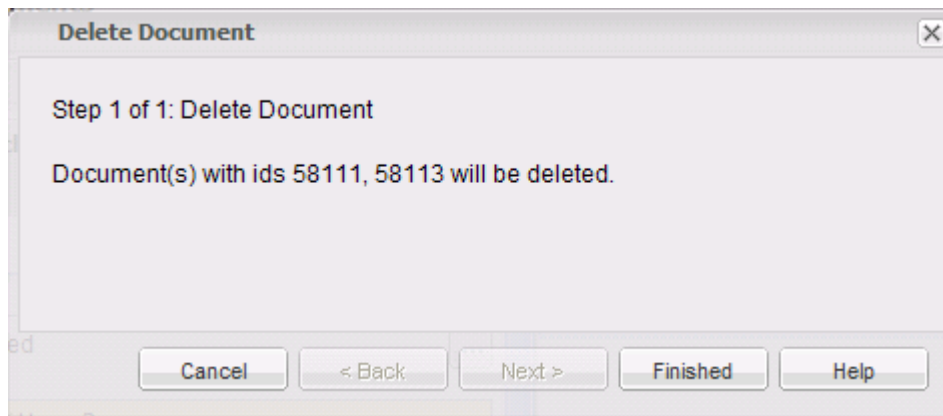 Delete Document
Step 1 of 1: Delete Document
Document(s) with ids 58111, 58113 will be deleted.
Cancel
< Back
Next >
Finished
Help